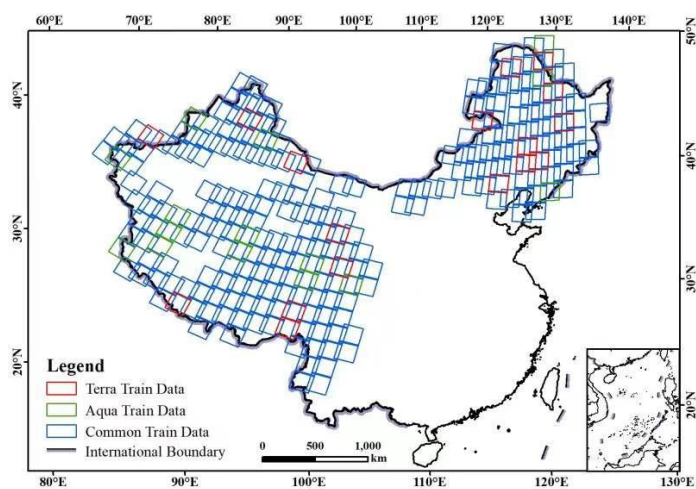 60°E 70°E 80°E 90°E 100°E 110°E 120°E 130°E 140°E
50°N
40°N
40°N
30°N
30°N
20°N
20°N
Legend
Terra Train Data
Aqua Train Data
Common Train Data
International Boundary
0 500 1,000
km
80°E 90°E 100°E 110°E 120°E 130°E